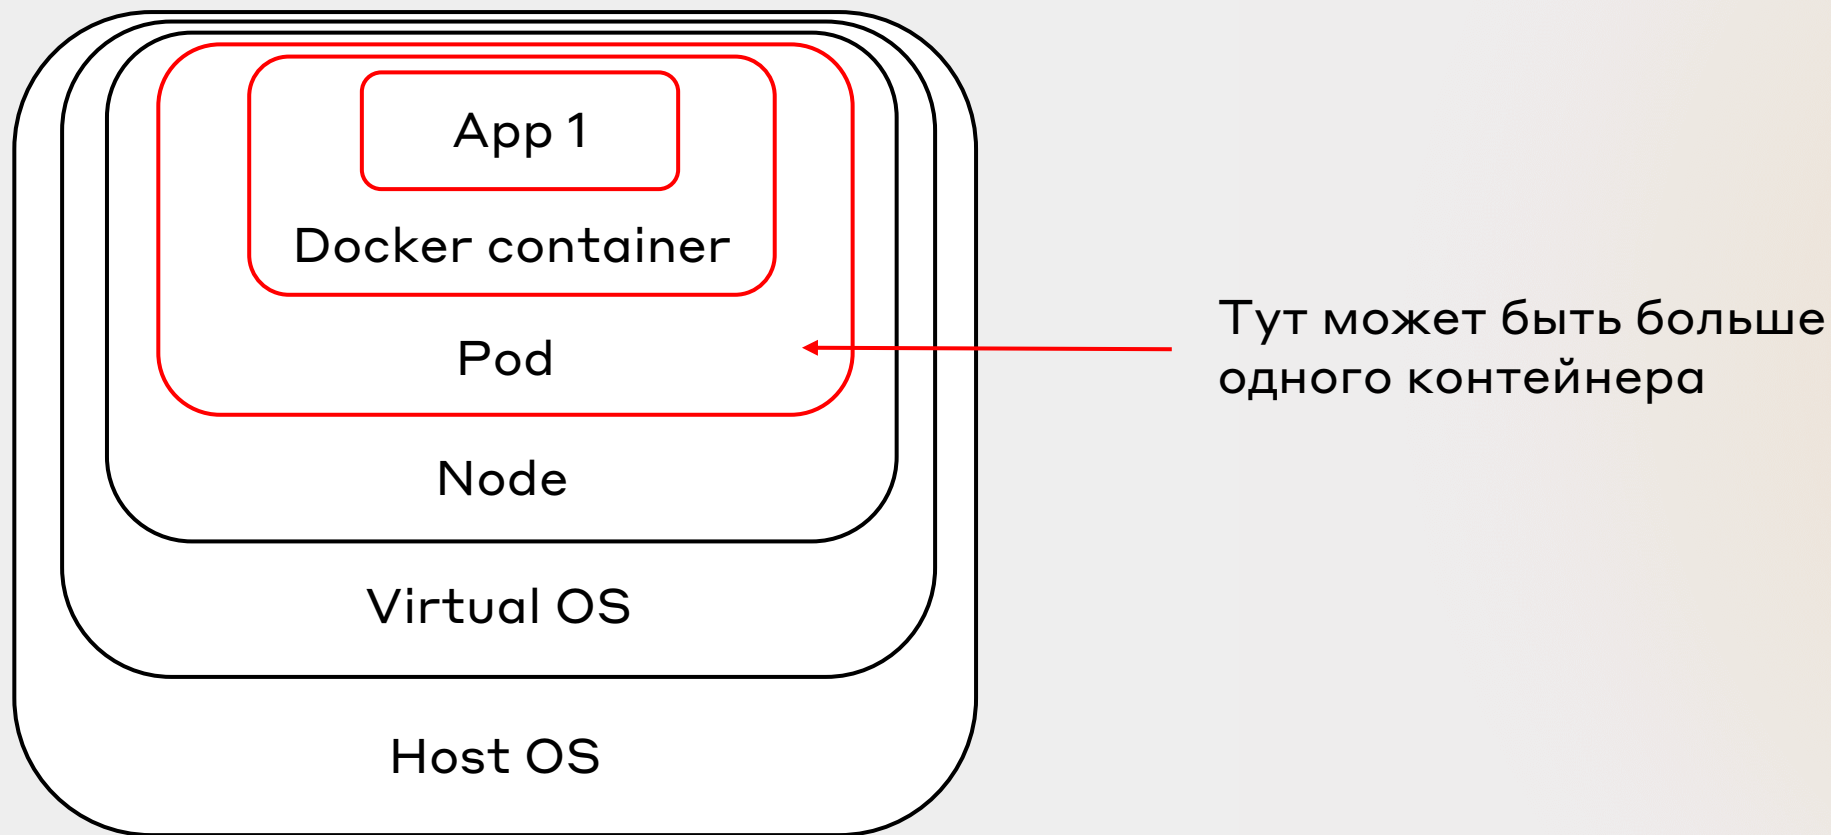 App 1
Docker container
Pod
Node
Virtual OS
Host OS
Тут может быть больше
одного контейнера